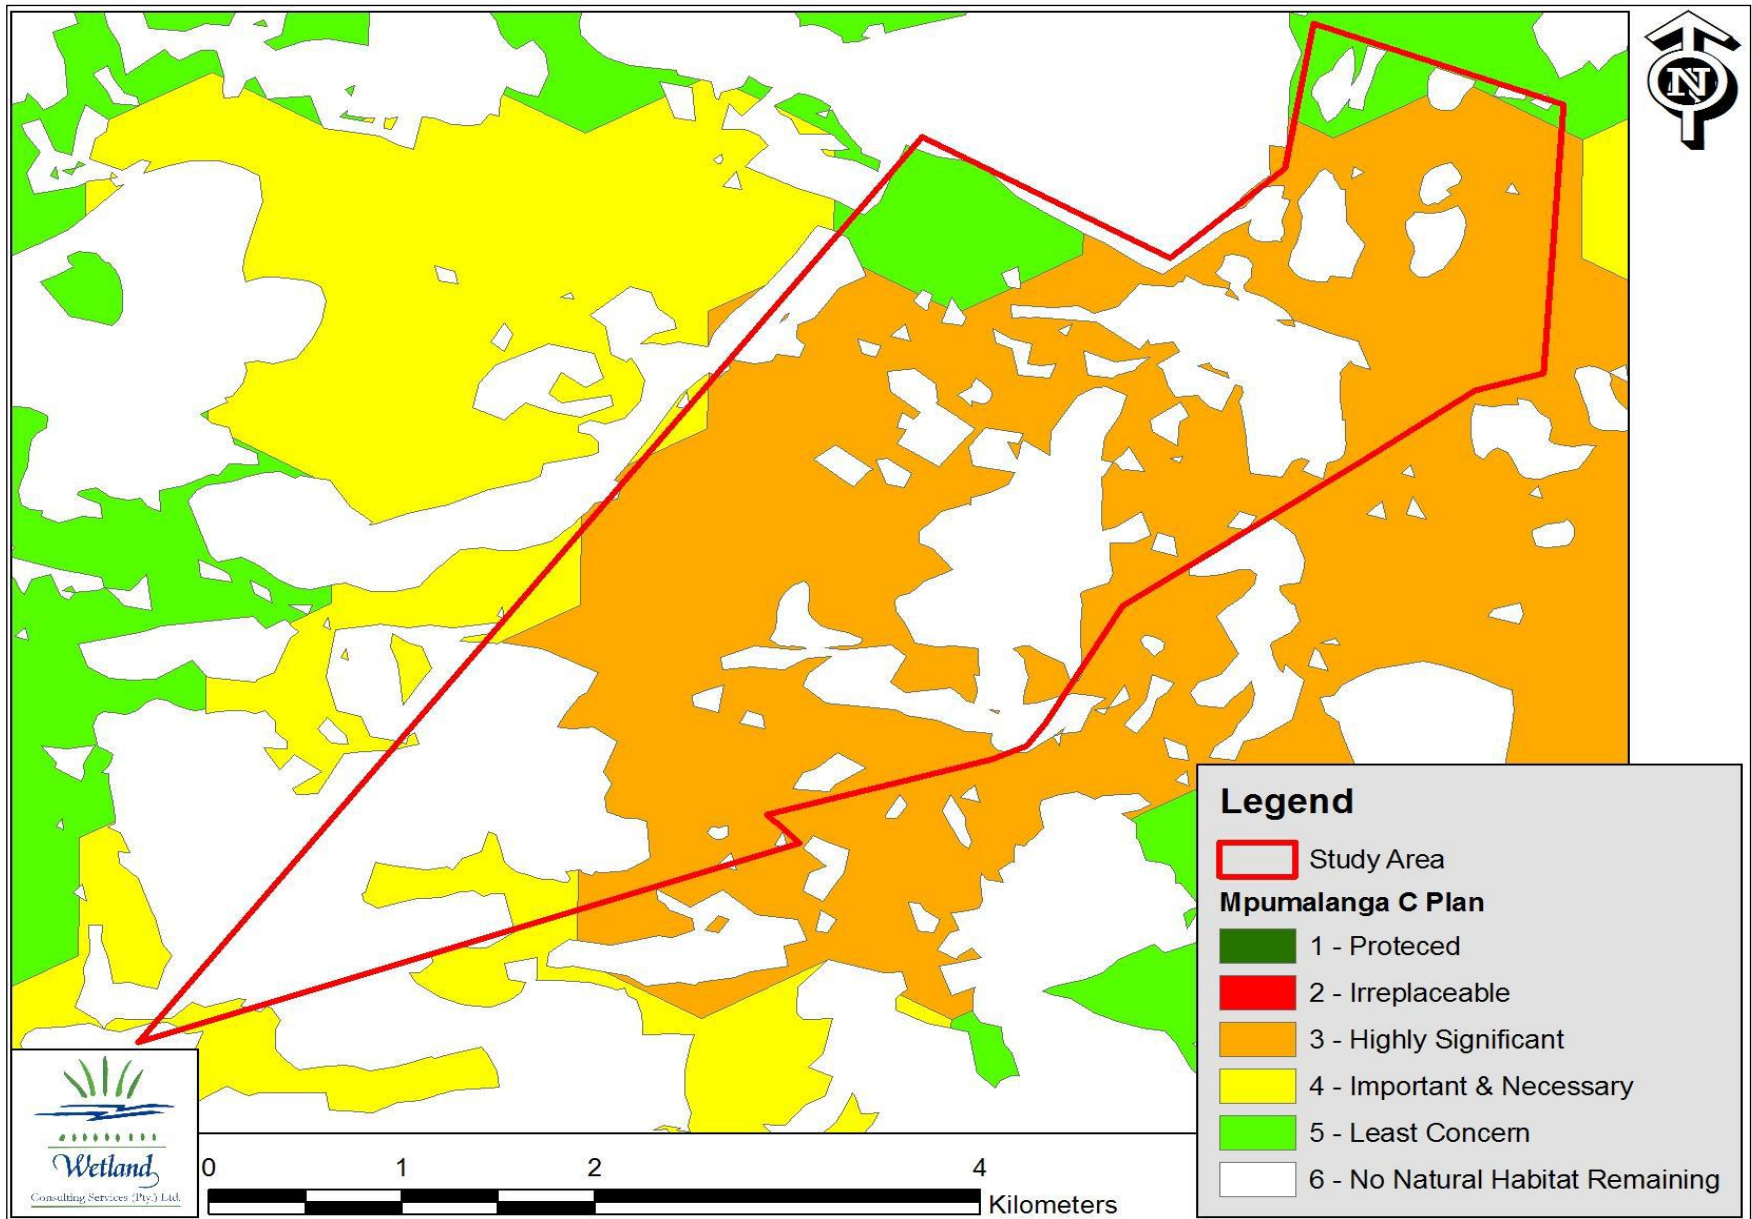 N
Legend
Study Area
Mpumalanga C Plan
1 - Proteced
2 - Irreplaceable
3 - Highly Significant
4 - Important & Necessary
5 - Least Concern
6 - No Natural Habitat Remaining
Wetland
Consulting Services (Pty.) Ltd.
0 1 2 4
Kilometers